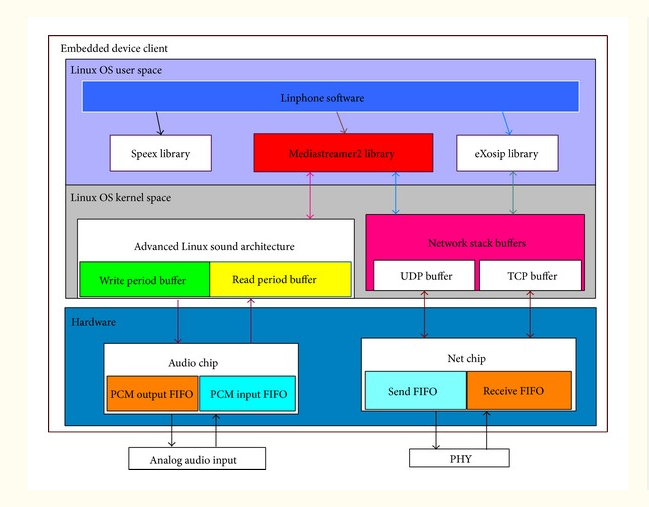 Embedded device client
Linux OS user space
Linphone software
Speex library
Mediastreamer2 library
eXosip library
Linux OS kernel space
Advanced Linux sound architecture
Write period buffer
Read period buffer
Network stack buffers
UDP buffer
TCP buffer
Hardware
Audio chip
PCM output FIFO
PCM input FIFO
Net chip
Send FIFO
Receive FIFO
Analog audio input
PHY